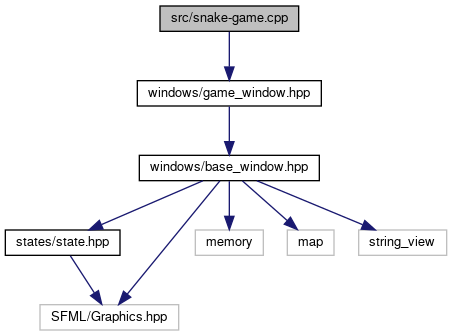 src/snake-game.cpp
windows/game_window.hpp
windows/base_window.hpp
states/state.hpp
memory
map
string_view
SFML/Graphics.hpp